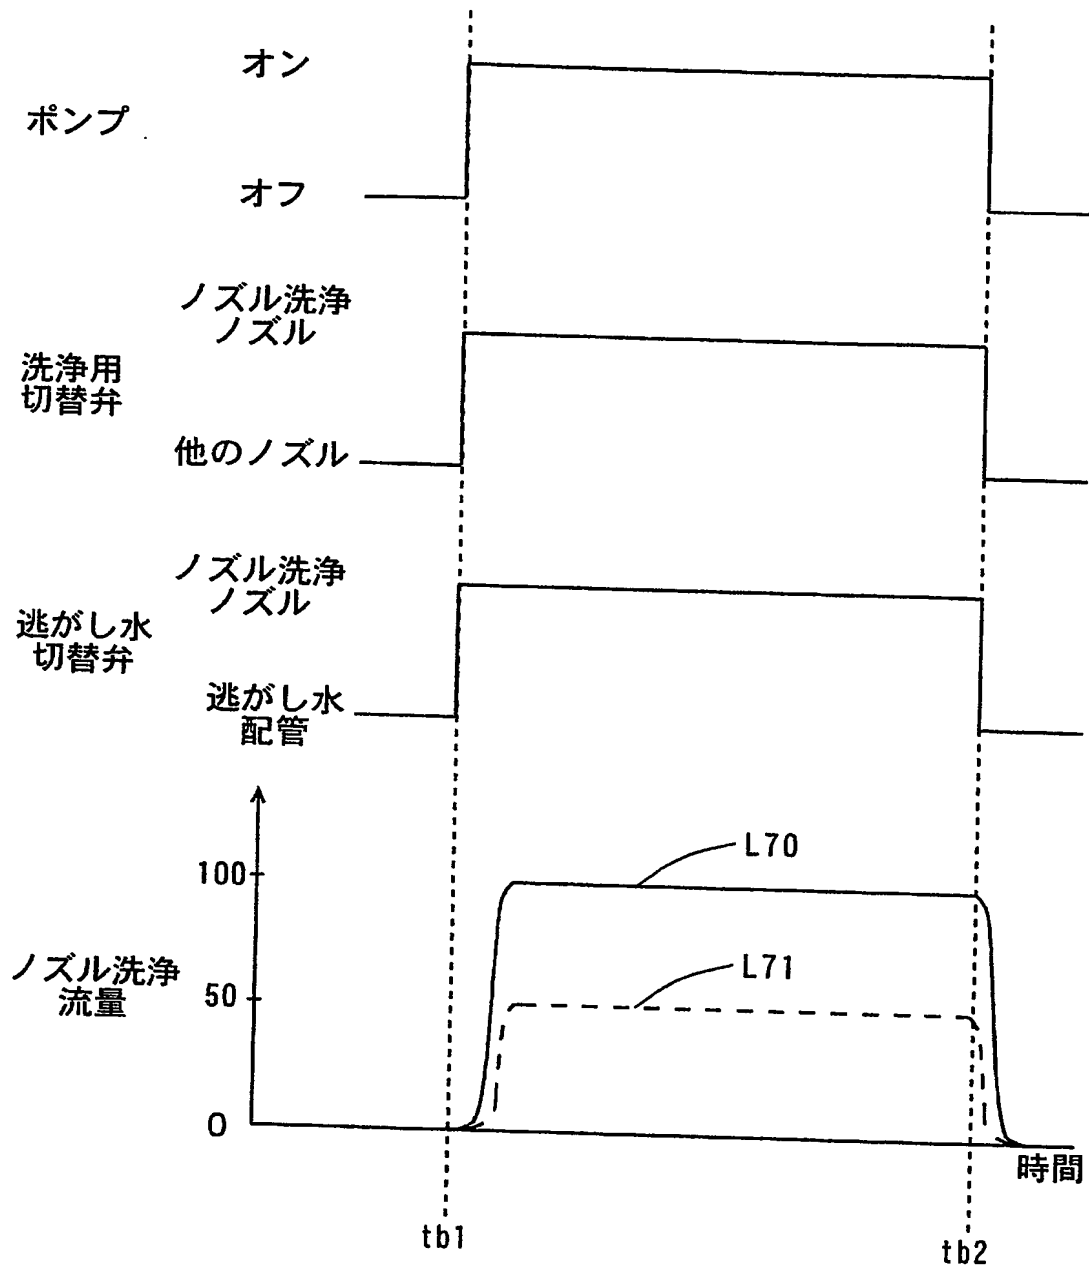 オン
ポンプ
オフ
ノズル洗浄
ノズル
洗浄用
切替弁
他のノズル
ノズル洗浄
ノズル
逃がし水
切替弁
逃がし水
配管
100
L70
ノズル洗浄
流量
50
L71
0
時間
tb1
tb2